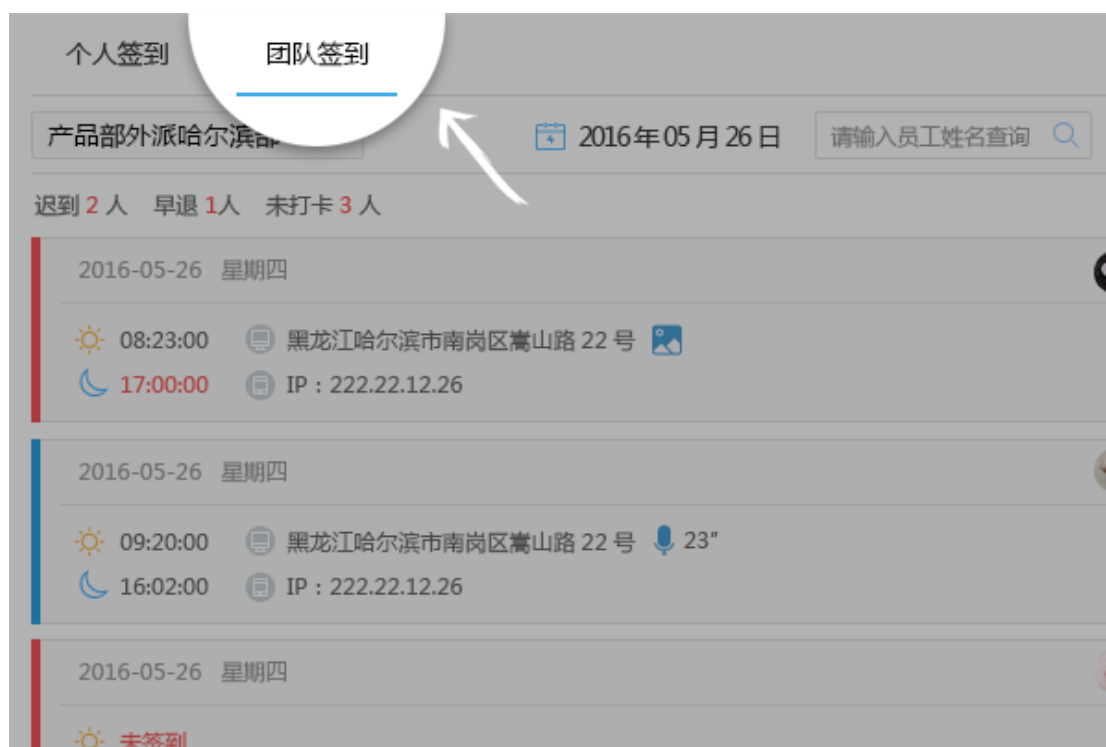 个人签到 团队签到
产品部外派哈尔滨部 2016年05月26日 请输入员工姓名查询
迟到 2 人 早退 1人 未打卡 3 人
2016-05-26 星期四
08:23:00 黑龙江哈尔滨市南岗区嵩山路 22 号
17:00:00 IP : 222.22.12.26
2016-05-26 星期四
09:20:00 黑龙江哈尔滨市南岗区嵩山路 22 号 23"
16:02:00 IP : 222.22.12.26
2016-05-26 星期四
未签到